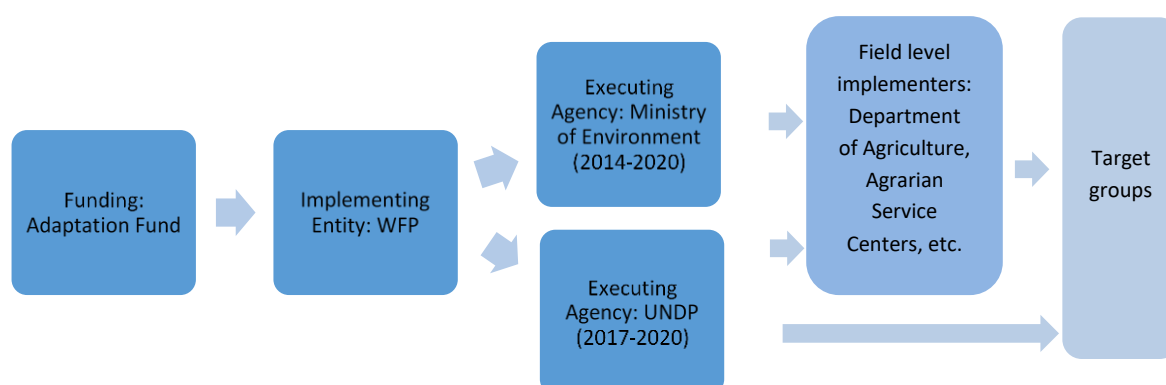 Funding:
Adaptation Fund
Implementing
Entity: WFP
Executing
Agency: Ministry
of Environment
(2014-2020)
Executing
Agency: UNDP
(2017-2020)
Field level
implementers:
Department
of Agriculture,
Agrarian
Service
Centers, etc.
Target
groups